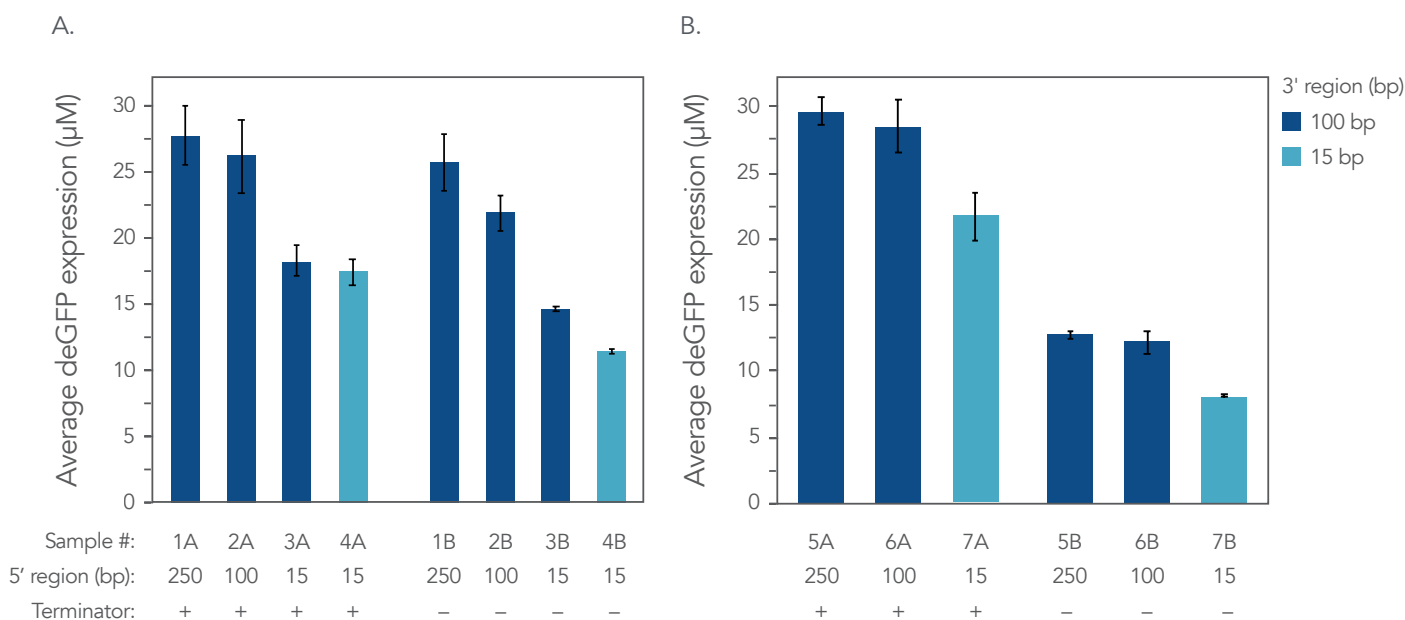 A.
Average deGFP expression (µM)
30
25
20
15
10
5
0
Sample #: 1A 2A 3A 4A 1B 2B 3B 4B
5’ region (bp): 250 100 15 15 250 100 15 15
Terminator: + + + + – – – –
B.
Average deGFP expression (µM)
30
25
20
15
10
5
0
5A 6A 7A 5B 6B 7B
250 100 15 250 100 15
+ + + – – –
3' region (bp)
100 bp
15 bp